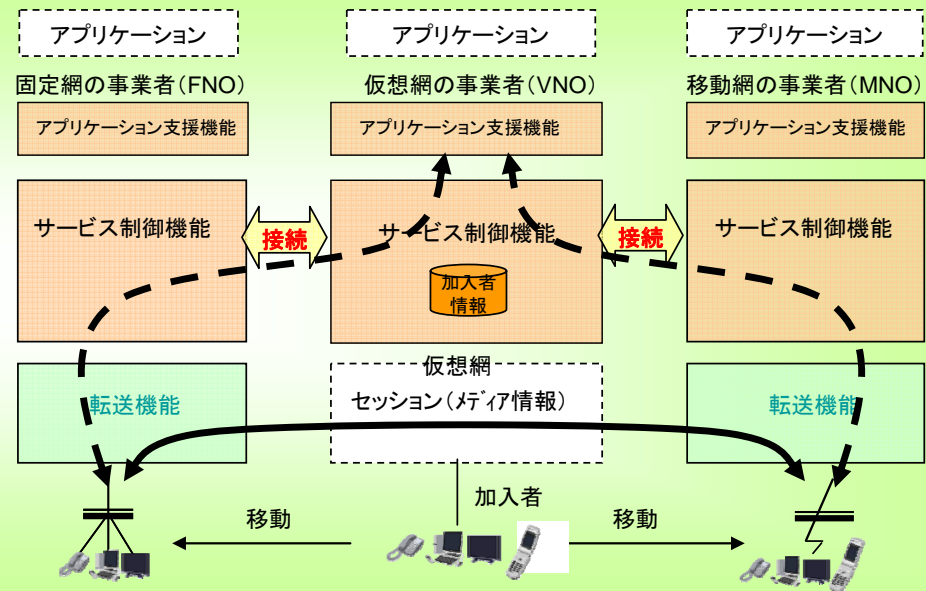 アプリケーション
アプリケーション
アプリケーション
固定網の事業者(FNO)
仮想網の事業者(VNO)
移動網の事業者(MNO)
アプリケーション支援機能
アプリケーション支援機能
アプリケーション支援機能
サービス制御機能
接続
サービス制御機能
接続
サービス制御機能
加入者
情報
仮想網
転送機能
セッション(メディア情報)
転送機能
加入者
移動
移動